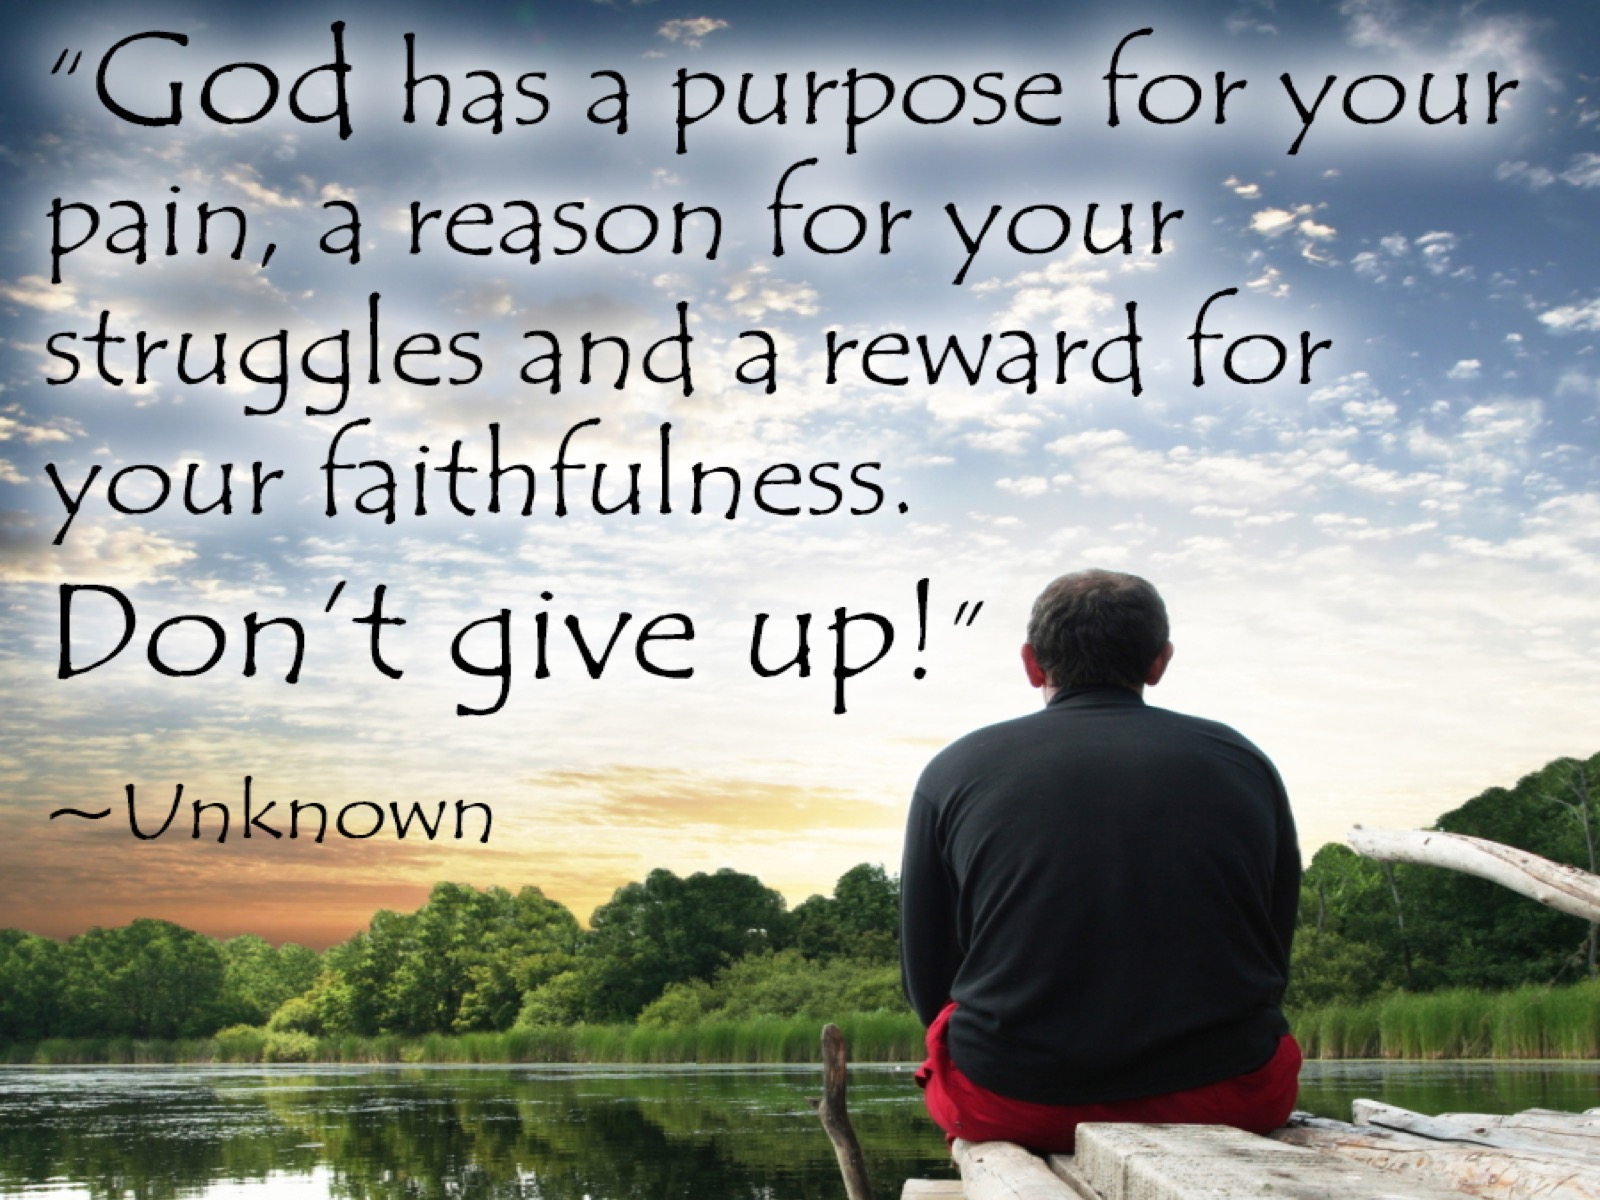 "God has a purpose for your
pain, a reason for your
struggles and a reward for
your faithfulness.
Don't give up!"
~Unknown